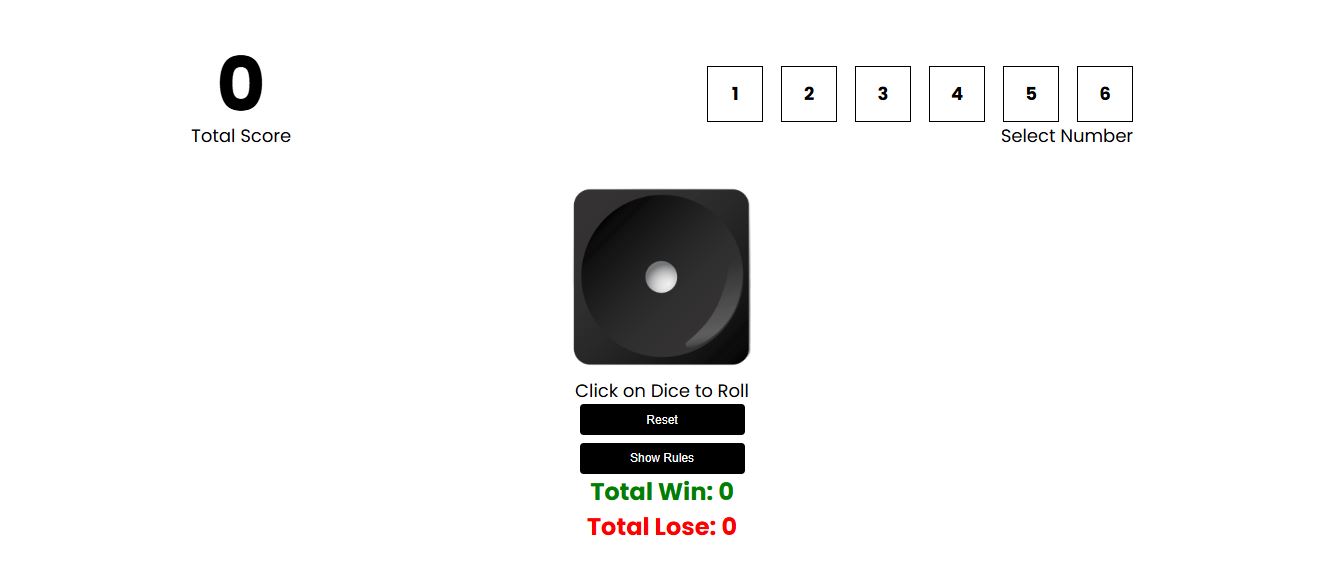 0
Total Score
1 2 3 4 5 6
Select Number
Click on Dice to Roll
Reset
Show Rules
Total Win: 0
Total Lose: 0